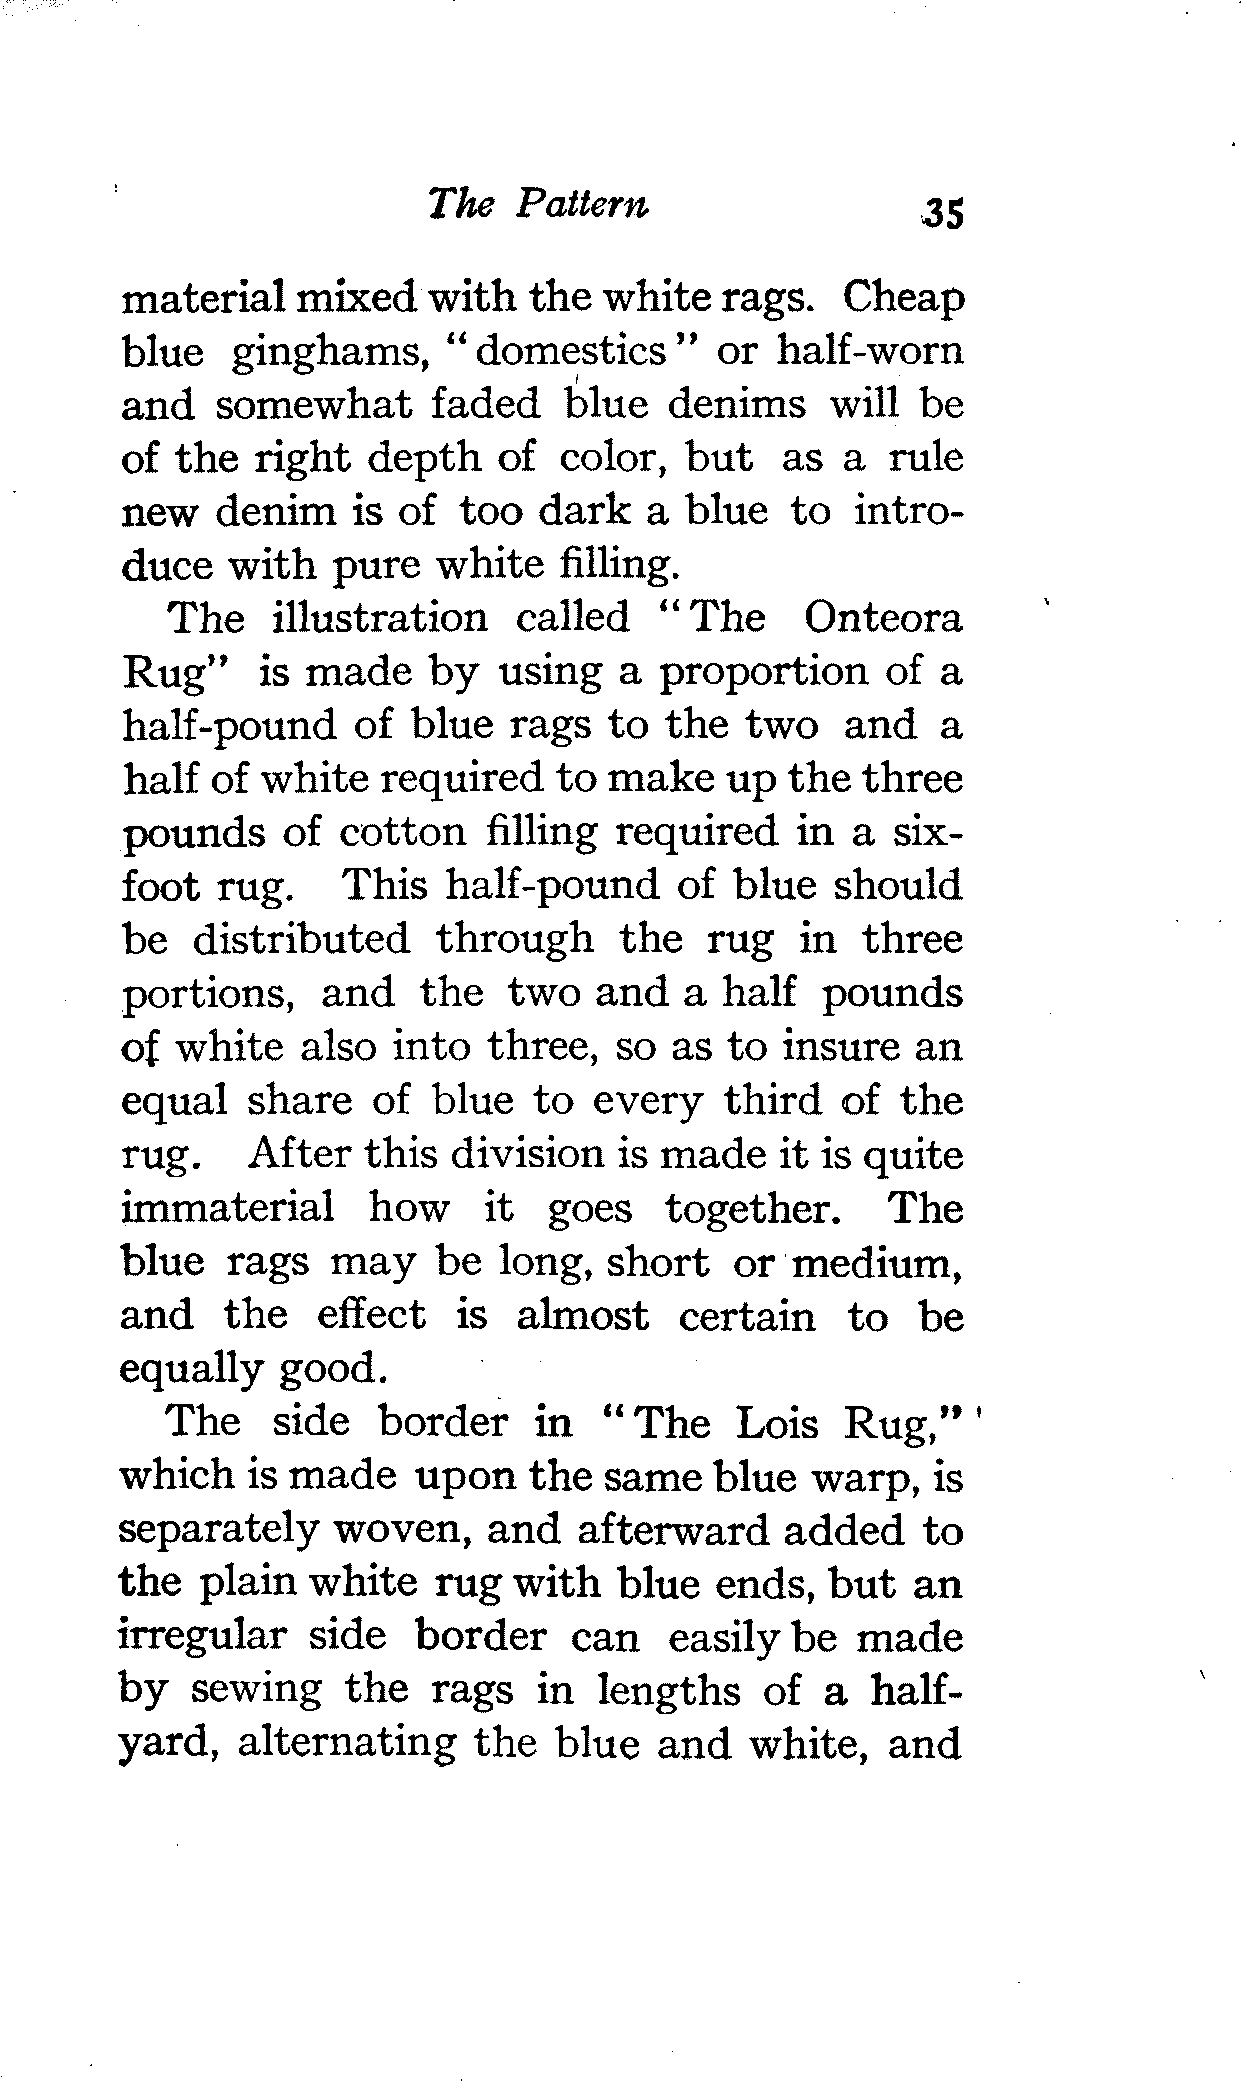 The Pattern 35
material mixed with the white rags. Cheap
blue ginghams, "domestics" or half-worn
and somewhat faded blue denims will be
of the right depth of color, but as a rule
new denim is of too dark a blue to intro-
duce with pure white filling.
The illustration called "The Onteora
Rug" is made by using a proportion of a
half-pound of blue rags to the two and a
half of white required to make up the three
pounds of cotton filling required in a six-
foot rug. This half-pound of blue should
be distributed through the rug in three
portions, and the two and a half pounds
of white also into three, so as to insure an
equal share of blue to every third of the
rug. After this division is made it is quite
immaterial how it goes together. The
blue rags may be long, short or medium,
and the effect is almost certain to be
equally good.
The side border in "The Lois Rug,"
which is made upon the same blue warp, is
separately woven, and afterward added to
the plain white rug with blue ends, but an
irregular side border can easily be made
by sewing the rags in lengths of a half-
yard, alternating the blue and white, and